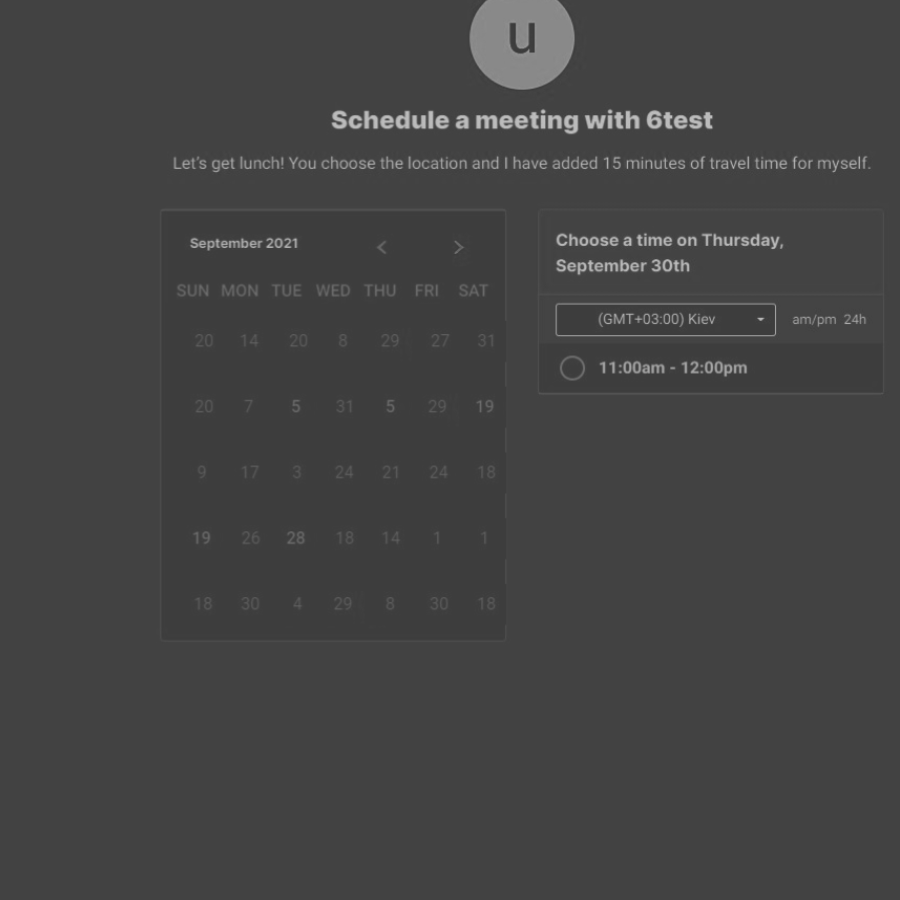 u
Schedule a meeting with 6test
Let's get lunch! You choose the location and I have added 15 minutes of travel time for myself.
September 2021 < >
SUN MON TUE WED THU FRI SAT
20 14 20 8 29 27 31
20 7 5 31 5 29 19
9 17 3 24 21 24 18
19 26 28 18 14 1 1
18 30 4 29 8 30 18
Choose a time on Thursday,
September 30th
(GMT+03:00) Kiev am/pm 24h
11:00am - 12:00pm